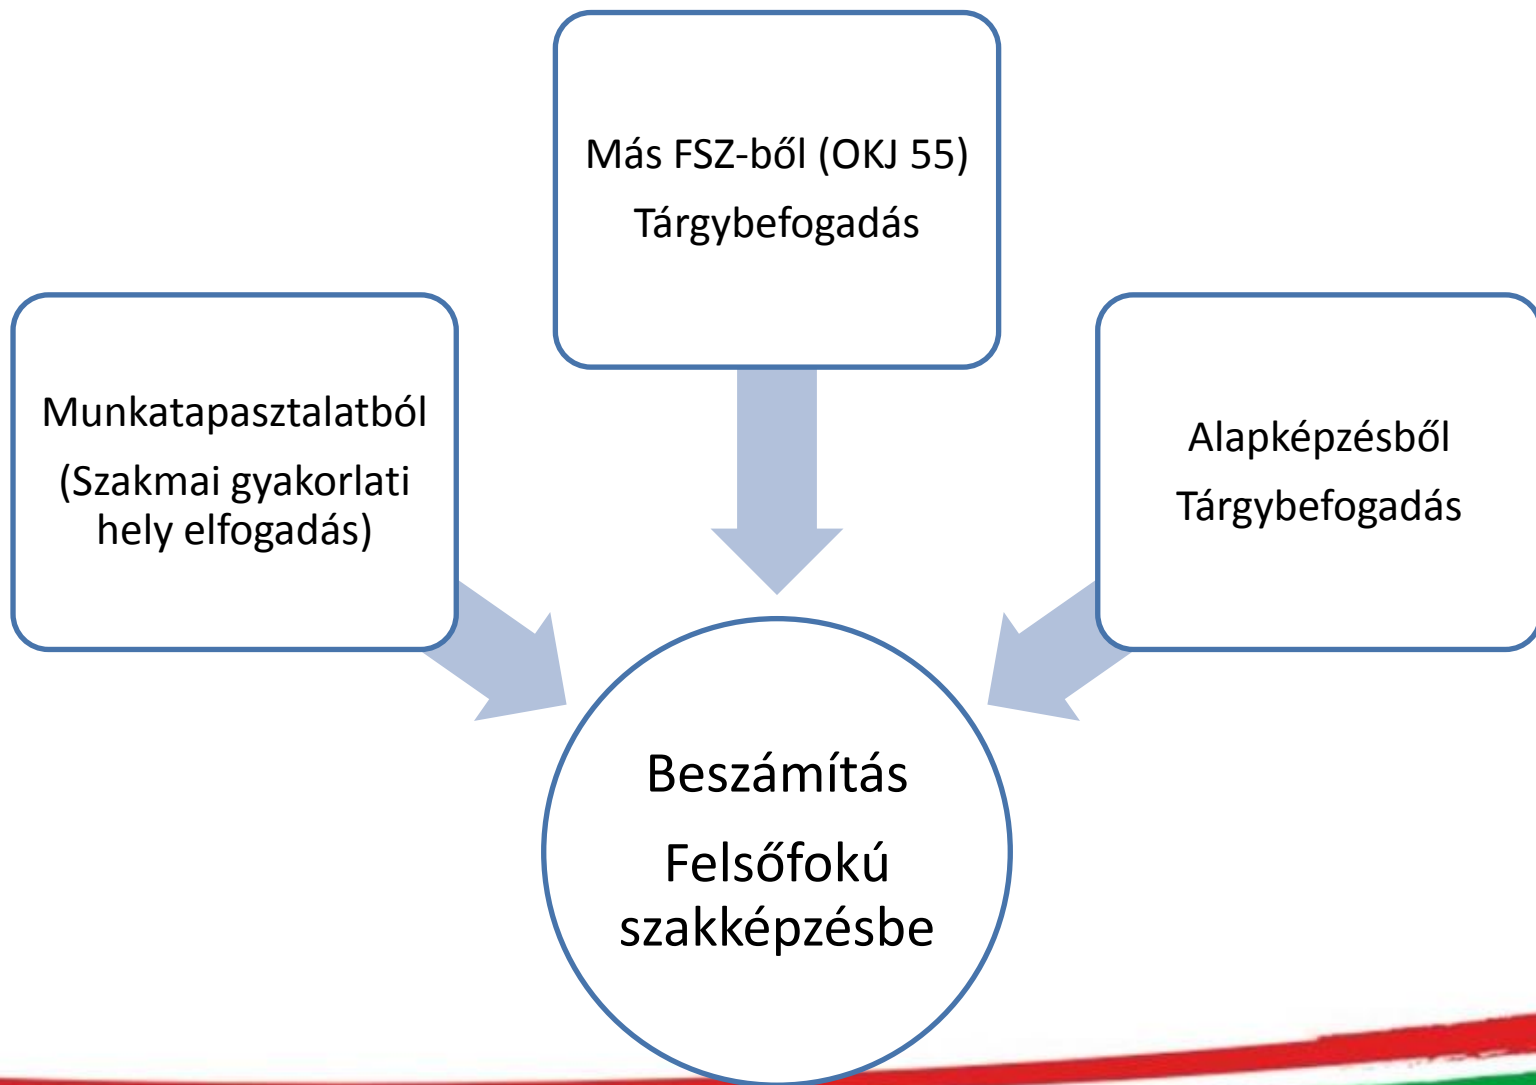 Más FSZ-ből (OKJ 55)
Tárgybefogadás
Munkatapasztalatból
(Szakmai gyakorlati
hely elfogadás)
Alapképzésből
Tárgybefogadás
Beszámítás
Felsőfokú
szakképzésbe